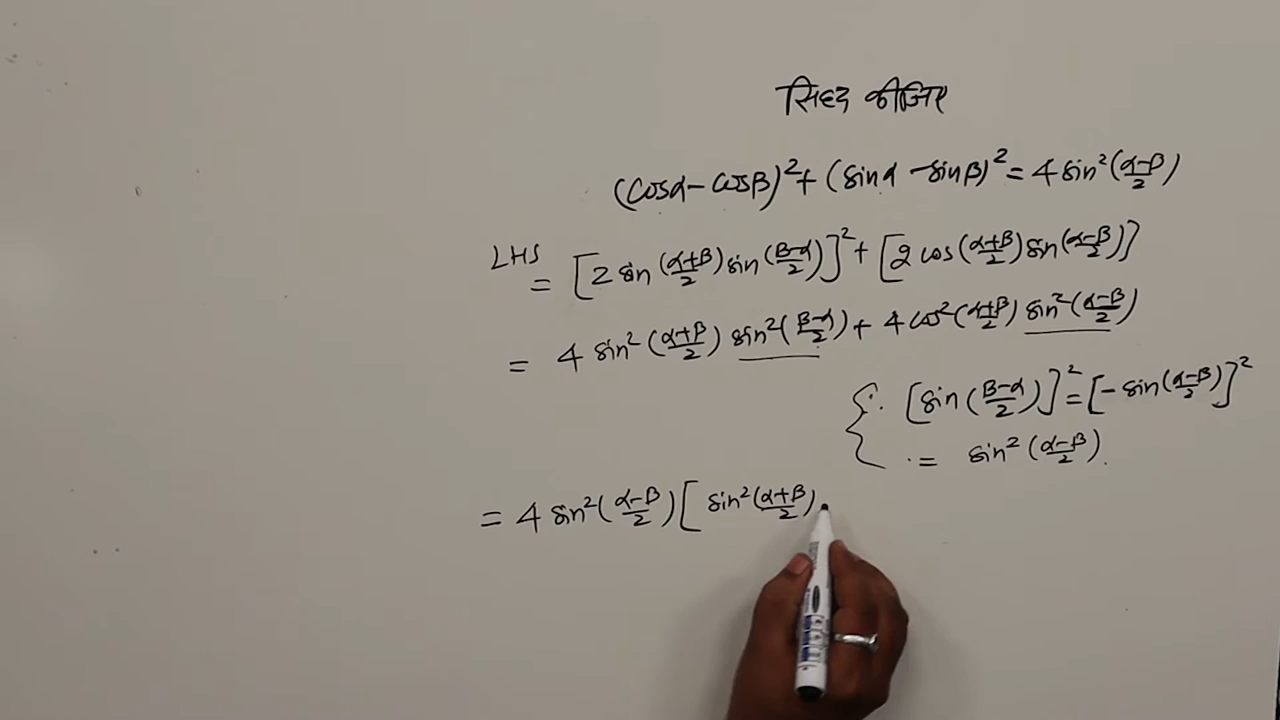 सिध्द कीजिए
(cosα − cosβ)² + (sinα − sinβ)² = 4 sin²(α−β/2)
LHS
= [2 sin(α+β/2) sin(β−α/2)]² + [2 cos(α+β/2) sin(α−β/2)]
= 4 sin²(α+β/2) sin²(β−α/2) + 4 cos²(α+β/2) sin²(α−β/2)
{∵ [sin(β−α/2)]² = [−sin(α−β/2)]²
= sin²(α−β/2)
= 4 sin²(α−β/2) [sin²(α+β/2)